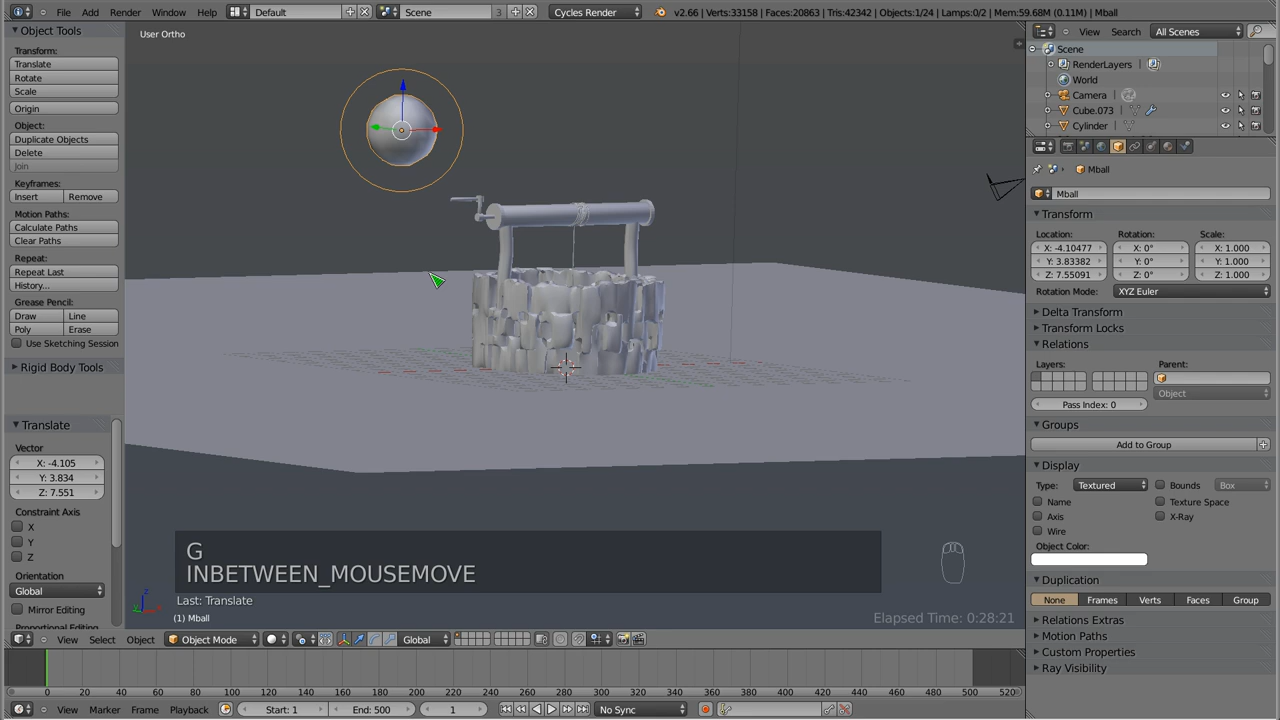 File Add Render Window Help Default Scene 3 Cycles Render v2.66 | Verts:33158 | Faces:20863 | Tris:42342 | Objects:1/24 | Lamps:0/2 | Mem:59.68M (0.11M) | Mball
Object Tools
Transform:
Translate
Rotate
Scale
Origin
Object:
Duplicate Objects
Delete
Join
Keyframes:
Insert Remove
Motion Paths:
Calculate Paths
Clear Paths
Repeat:
Repeat Last
History...
Grease Pencil:
Draw Line
Poly Erase
Use Sketching Session
Rigid Body Tools
Translate
Vector
X: -4.105
Y: 3.834
Z: 7.551
Constraint Axis
X
Y
Z
Orientation
Global
Mirror Editing
Proportional Editing
User Ortho
G
INBETWEEN_MOUSEMOVE
Last: Translate
(1) Mball
Elapsed Time: 0:28:21
View Select Object Object Mode Global
View Search All Scenes
Scene
RenderLayers
World
Camera
Cube.073
Cylinder
Mball
Mball
Transform
Location: Rotation: Scale:
X: -4.10477 X: 0° X: 1.000
Y: 3.83382 Y: 0° Y: 1.000
Z: 7.55091 Z: 0° Z: 1.000
Rotation Mode: XYZ Euler
Delta Transform
Transform Locks
Relations
Layers: Parent:
Object
Pass Index: 0
Groups
Add to Group
Display
Type: Textured Bounds Box
Name Texture Space
Axis X-Ray
Wire
Object Color:
Duplication
None Frames Verts Faces Group
Relations Extras
Motion Paths
Custom Properties
Ray Visibility
0 20 40 60 80 100 120 140 160 180 200 220 240 260 280 300 320 340 360 380 400 420 440 460 480 500 520
View Marker Frame Playback Start: 1 End: 500 1 No Sync